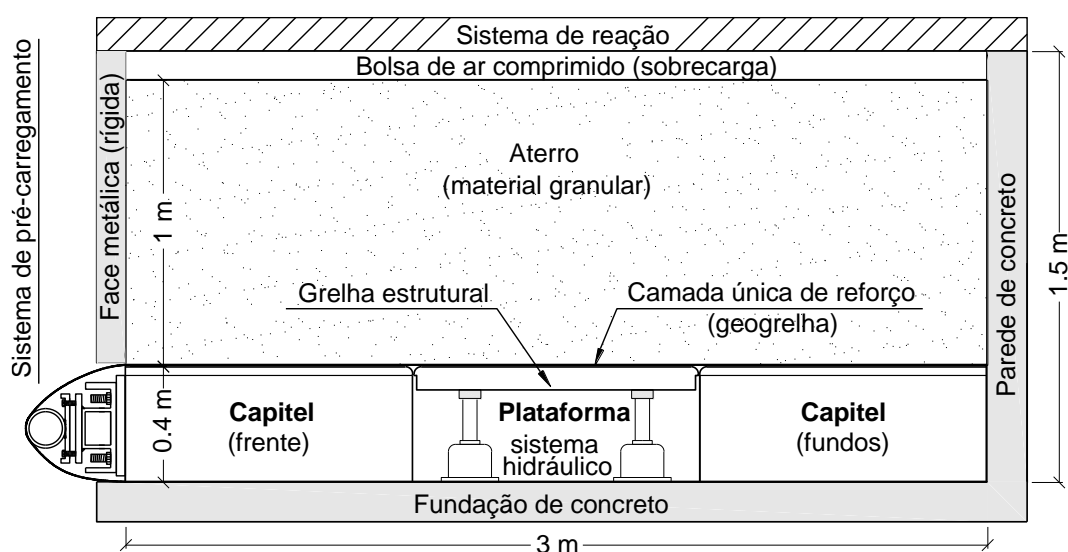 Sistema de reação
Bolsa de ar comprimido (sobrecarga)
Sistema de pré-carregamento
Face metálica (rígida)
Aterro
(material granular)
1 m
Grelha estrutural
Camada única de reforço
(geogrelha)
Parede de concreto
1.5 m
0.4 m
Capitel
(frente)
Plataforma
sistema
hidráulico
Capitel
(fundos)
Fundação de concreto
3 m